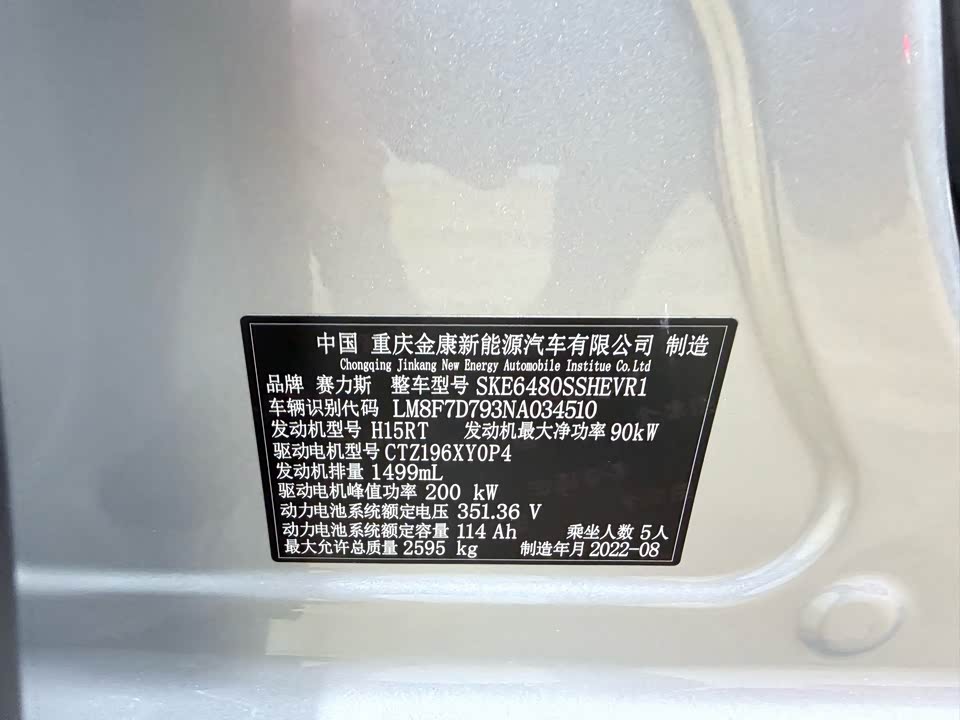 中国 重庆金康新能源汽车有限公司 制造
Chongqing Jinkang New Energy Automobile Institue Co.Ltd
品牌 赛力斯 整车型号 SKE6480SSHEVR1
车辆识别代码 LM8F7D793NA034510
发动机型号 H15RT 发动机最大净功率 90kW
驱动电机型号 CTZ196XY0P4
发动机排量 1499mL
驱动电机峰值功率 200 kW
动力电池系统额定电压 351.36 V
动力电池系统额定容量 114 Ah 乘坐人数 5人
最大允许总质量 2595 kg 制造年月 2022-08